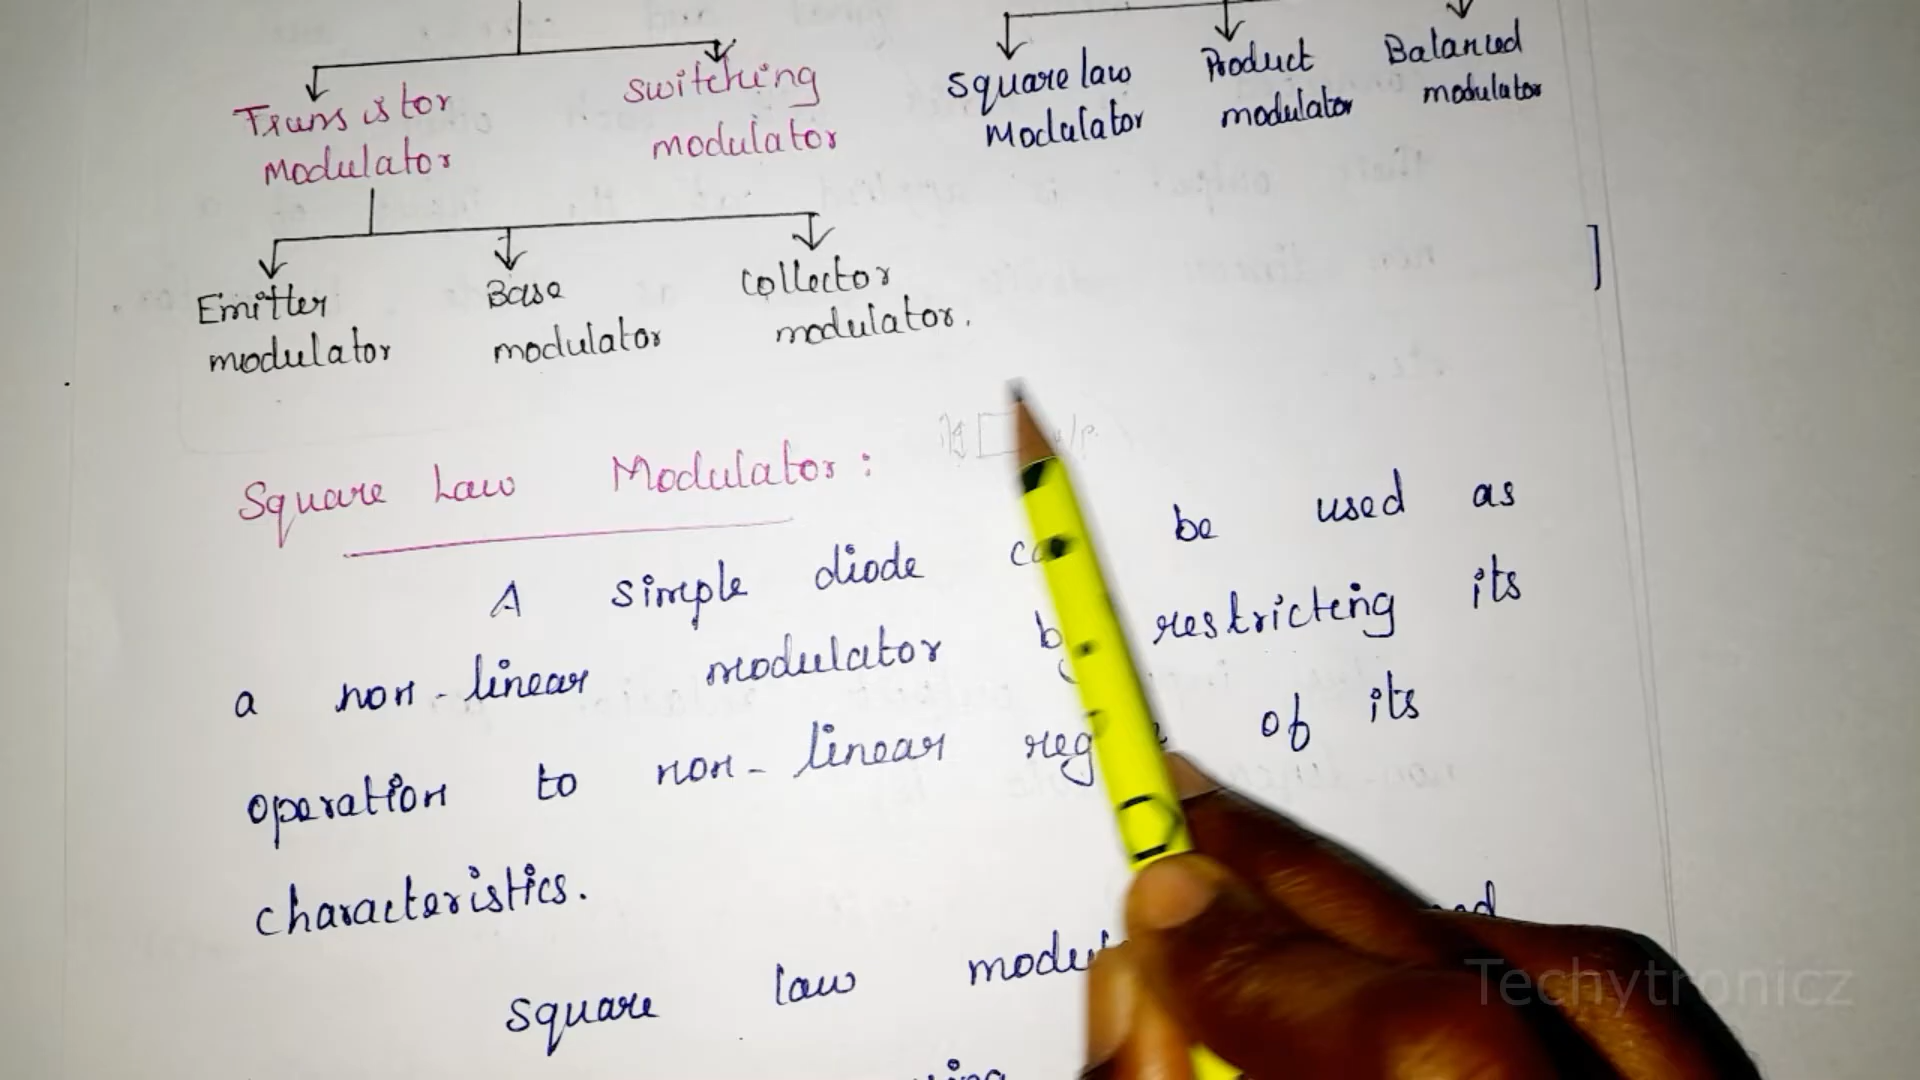 Transistor
modulator
Switching
modulator
Square law
Modulator
Product
modulator
Balanced
modulator
Emitter
modulator
Base
modulator
Collector
modulator.
Square Law Modulator:
A simple diode be used as
a non-linear modulator restricting its
operation to non-linear of its
characteristics.
square law
Techytronicz